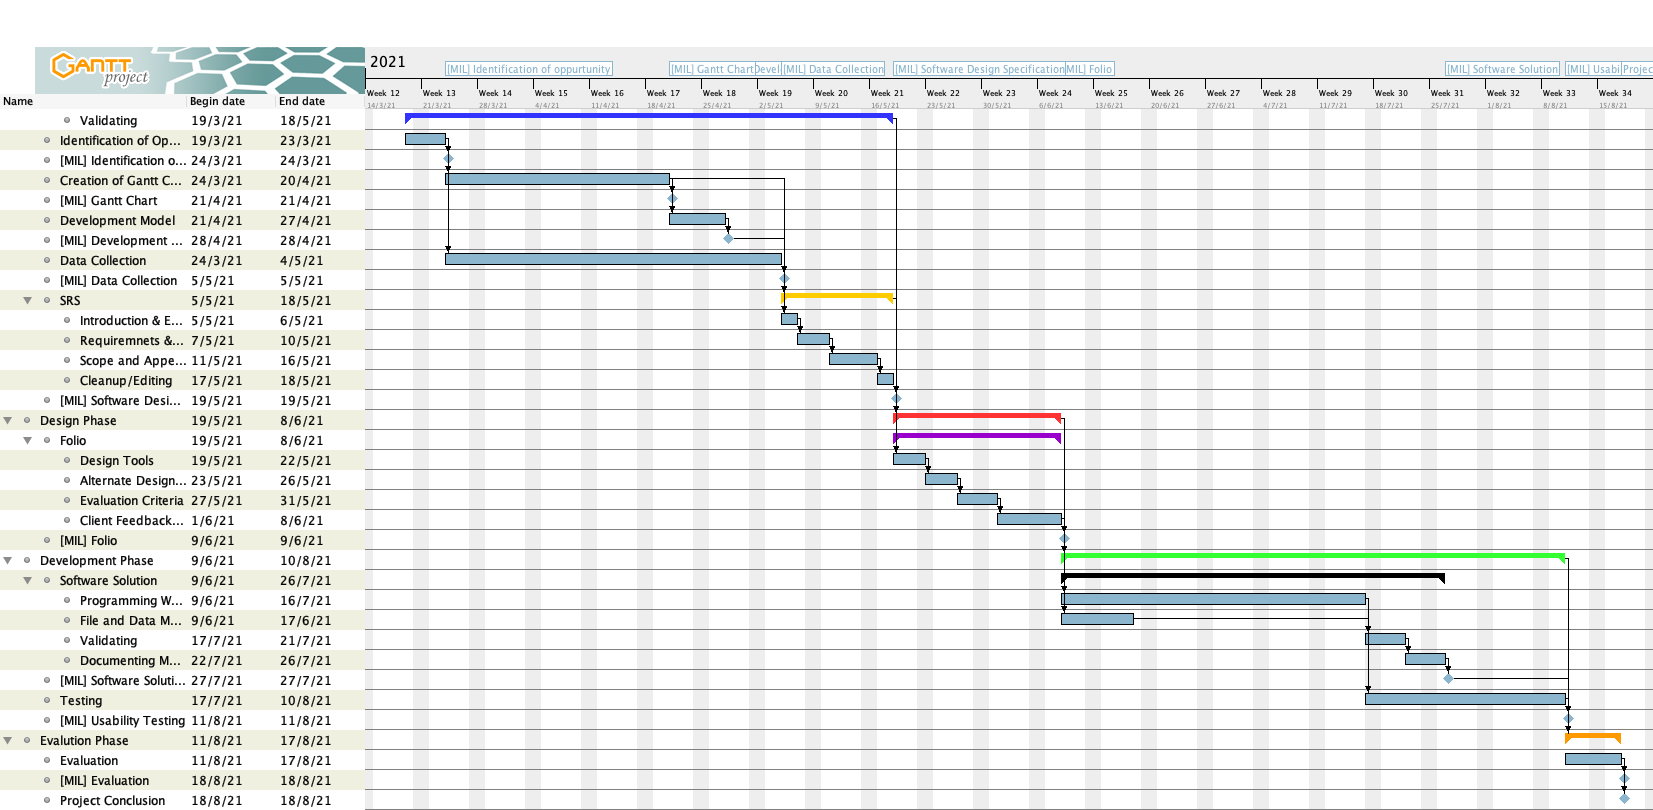 GANTT
project
2021
[MIL] Identification of oppurtunity [MIL] Gantt Chart Devel [MIL] Data Collection [MIL] Software Design Specification [MIL] Folio [MIL] Software Solution [MIL] Usabi Projec
Week 12 Week 13 Week 14 Week 15 Week 16 Week 17 Week 18 Week 19 Week 20 Week 21 Week 22 Week 23 Week 24 Week 25 Week 26 Week 27 Week 28 Week 29 Week 30 Week 31 Week 32 Week 33 Week 34
Name Begin date End date 14/3/21 21/3/21 28/3/21 4/4/21 11/4/21 18/4/21 25/4/21 2/5/21 9/5/21 16/5/21 22/5/21 30/5/21 6/6/21 13/6/21 20/6/21 27/6/21 4/7/21 11/7/21 18/7/21 25/7/21 1/8/21 8/8/21 15/8/21
Validating 19/3/21 18/5/21
Identification of Op... 19/3/21 23/3/21
[MIL] Identification o... 24/3/21 24/3/21
Creation of Gantt C... 24/3/21 20/4/21
[MIL] Gantt Chart 21/4/21 21/4/21
Development Model 21/4/21 27/4/21
[MIL] Development ... 28/4/21 28/4/21
Data Collection 24/3/21 4/5/21
[MIL] Data Collection 5/5/21 5/5/21
SRS 5/5/21 18/5/21
Introduction & E... 5/5/21 6/5/21
Requiremnets &... 7/5/21 10/5/21
Scope and Appe... 11/5/21 16/5/21
Cleanup/Editing 17/5/21 18/5/21
[MIL] Software Desi... 19/5/21 19/5/21
Design Phase 19/5/21 8/6/21
Folio 19/5/21 8/6/21
Design Tools 19/5/21 22/5/21
Alternate Design... 23/5/21 26/5/21
Evaluation Criteria 27/5/21 31/5/21
Client Feedback... 1/6/21 8/6/21
[MIL] Folio 9/6/21 9/6/21
Development Phase 9/6/21 10/8/21
Software Solution 9/6/21 26/7/21
Programming W... 9/6/21 16/7/21
File and Data M... 9/6/21 17/6/21
Validating 17/7/21 21/7/21
Documenting M... 22/7/21 26/7/21
[MIL] Software Soluti... 27/7/21 27/7/21
Testing 17/7/21 10/8/21
[MIL] Usability Testing 11/8/21 11/8/21
Evalution Phase 11/8/21 17/8/21
Evaluation 11/8/21 17/8/21
[MIL] Evaluation 18/8/21 18/8/21
Project Conclusion 18/8/21 18/8/21